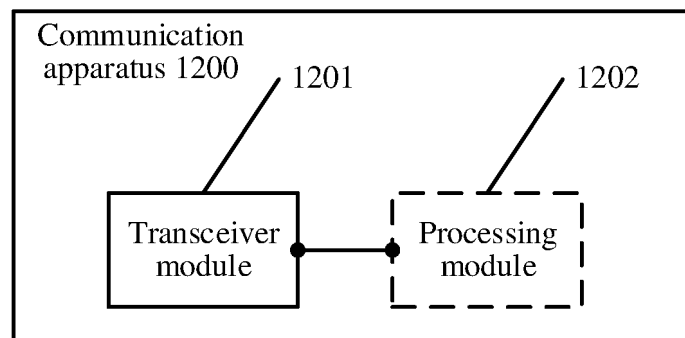 Communication
apparatus 1200
1201
1202
Transceiver
module
Processing
module